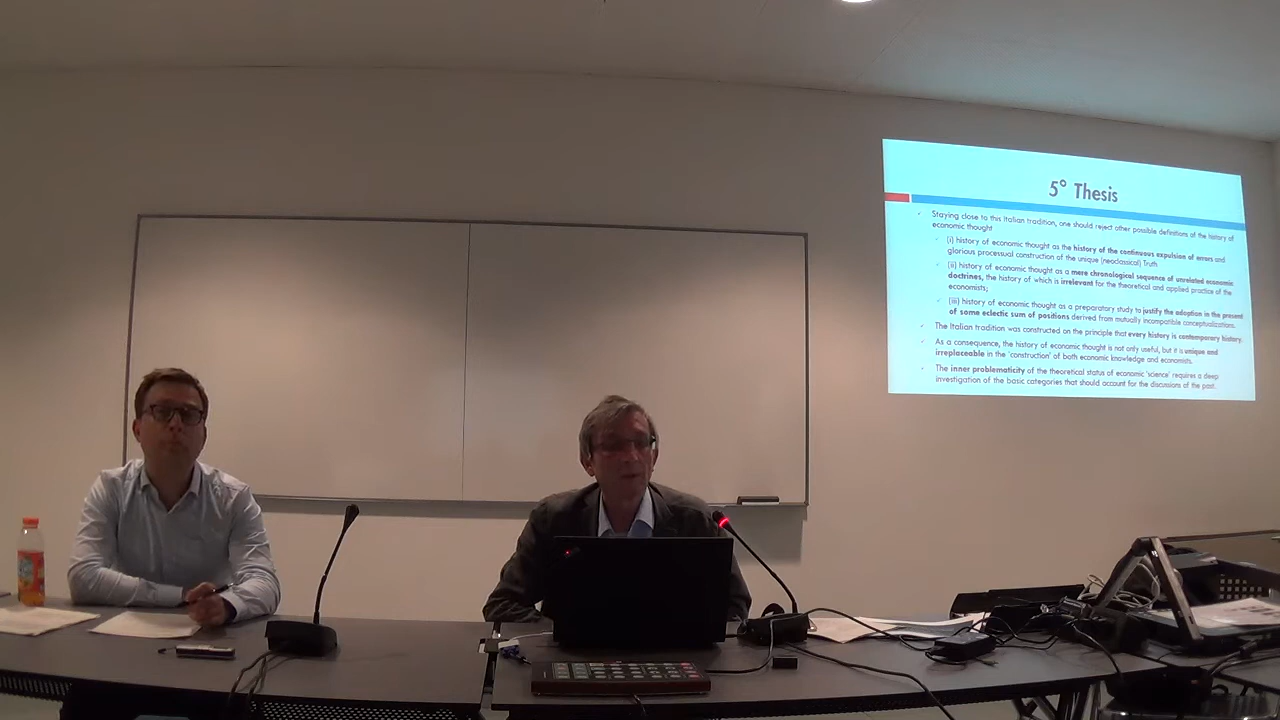 5° Thesis
Staying close to this Italian tradition, one should reject other possible definitions of the history of
economic thought
(i) history of economic thought as the history of the continuous expulsion of errors and
glorious processual construction of the unique (neoclassical) Truth
(ii) history of economic thought as a mere chronological sequence of unrelated economic
doctrines, the history of which is irrelevant for the theoretical and applied practice of the
economists;
(iii) history of economic thought as a preparatory study to justify the adoption in the present
of some eclectic sum of positions derived from mutually incompatible conceptualizations.
The Italian tradition was constructed on the principle that every history is contemporary history.
As a consequence, the history of economic thought is not only useful, but it is unique and
irreplaceable in the 'construction' of both economic knowledge and economists.
The inner problematicity of the theoretical status of economic 'science' requires a deep
investigation of the basic categories that should account for the discussions of the past.